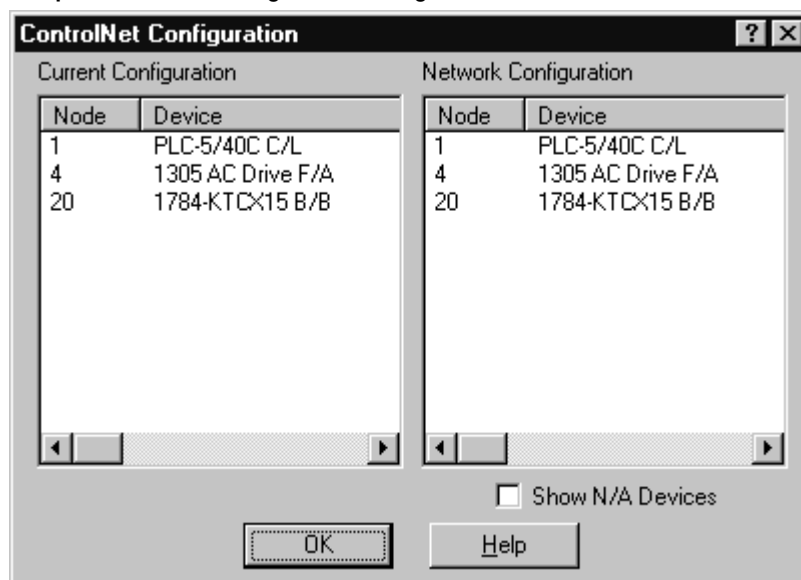 ControlNet Configuration
Current Configuration
Node Device
1 PLC-5/40C C/L
4 1305 AC Drive F/A
20 1784-KTCX15 B/B
Network Configuration
Node Device
1 PLC-5/40C C/L
4 1305 AC Drive F/A
20 1784-KTCX15 B/B
Show N/A Devices
OK
Help